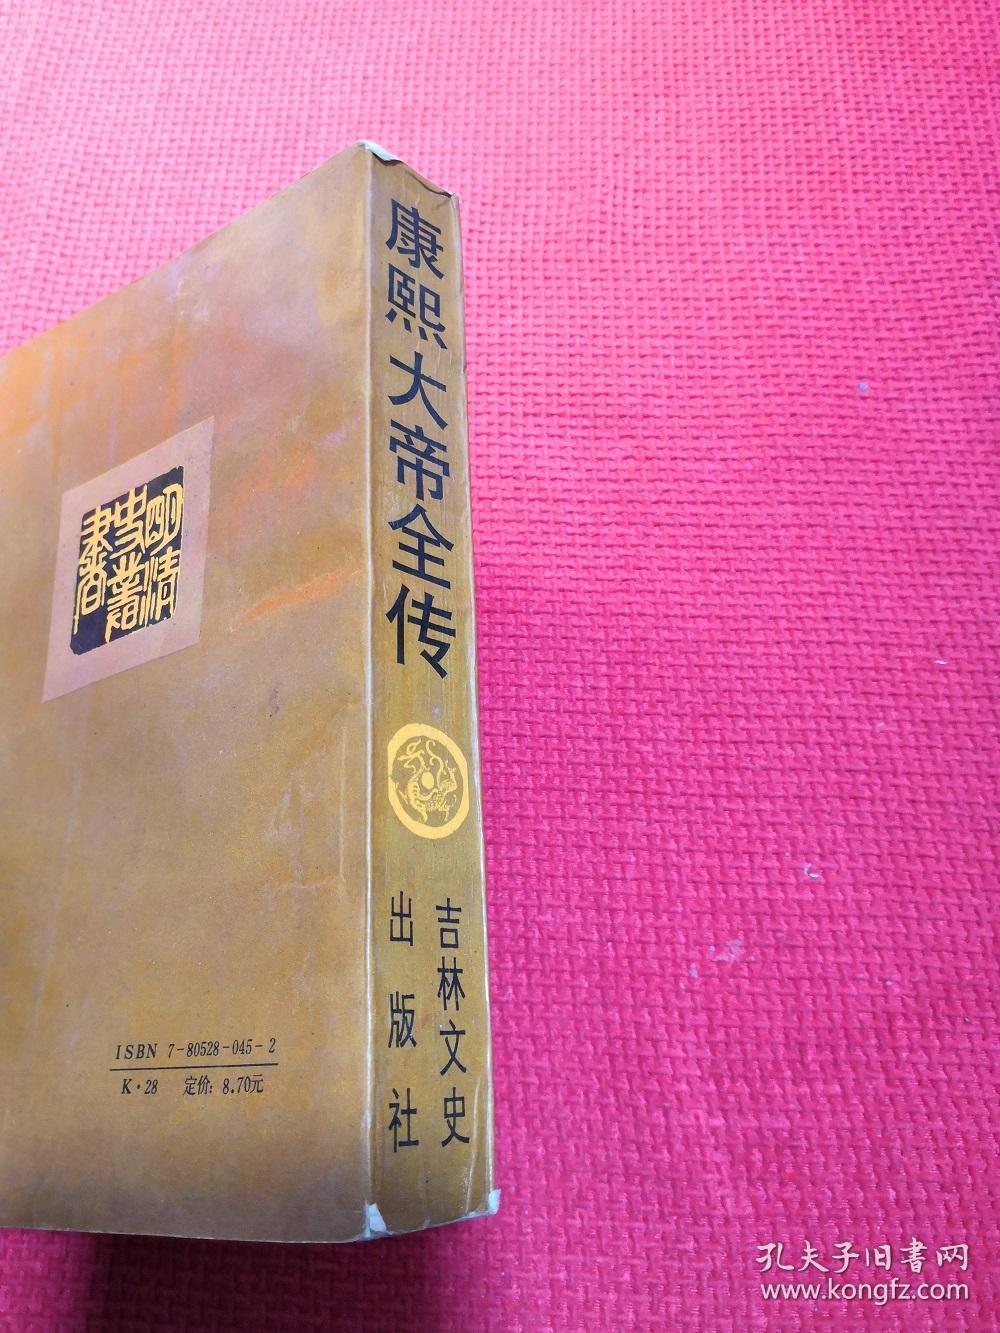 康熙大帝全传
吉林文史
出版社
明清
史丛
书
ISBN 7-80528-045-2
K·28 定价: 8.70元
孔夫子旧書网
www.kongfz.com